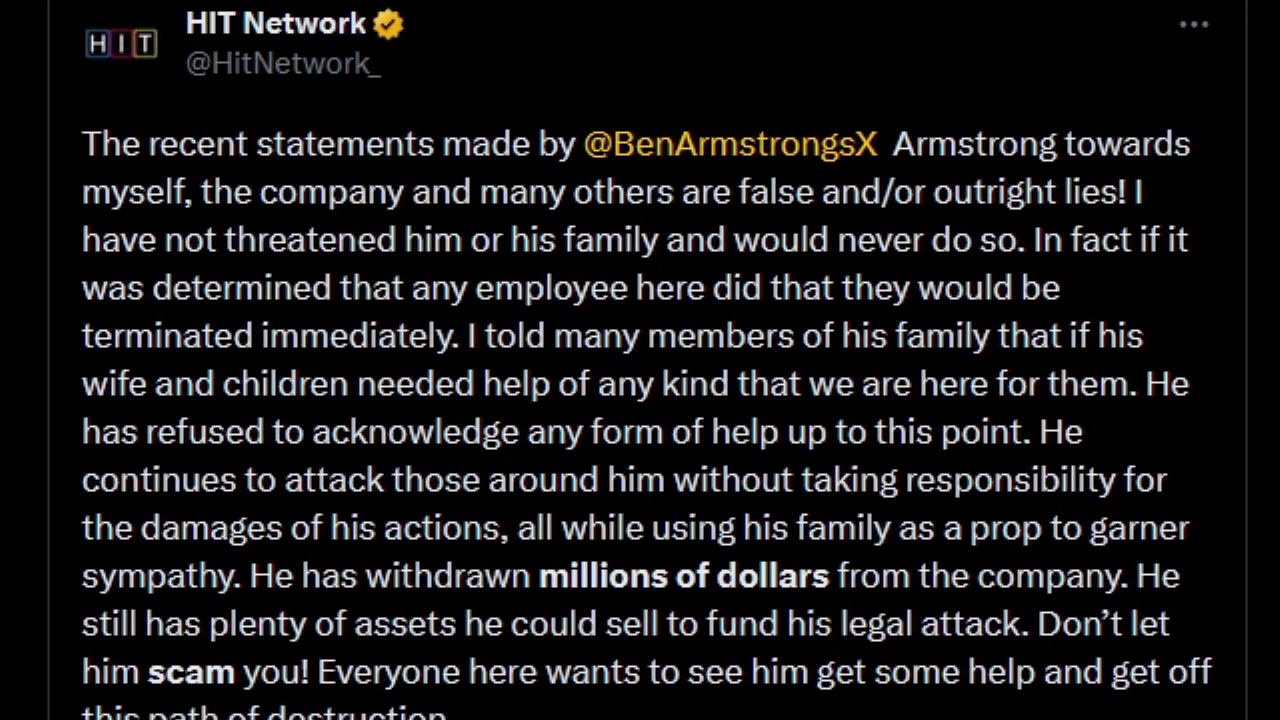 HIT
HIT Network
@HitNetwork_
The recent statements made by @BenArmstrongsX Armstrong towards
myself, the company and many others are false and/or outright lies! I
have not threatened him or his family and would never do so. In fact if it
was determined that any employee here did that they would be
terminated immediately. I told many members of his family that if his
wife and children needed help of any kind that we are here for them. He
has refused to acknowledge any form of help up to this point. He
continues to attack those around him without taking responsibility for
the damages of his actions, all while using his family as a prop to garner
sympathy. He has withdrawn millions of dollars from the company. He
still has plenty of assets he could sell to fund his legal attack. Don’t let
him scam you! Everyone here wants to see him get some help and get off
this path of destruction